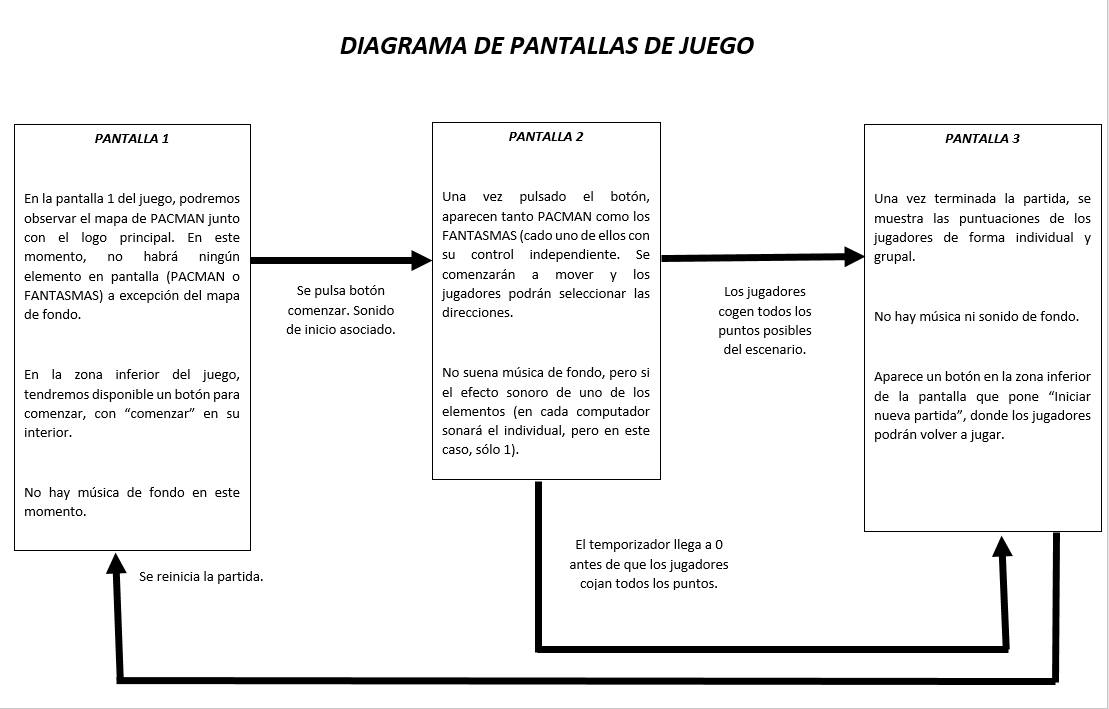 DIAGRAMA DE PANTALLAS DE JUEGO
PANTALLA 1
En la pantalla 1 del juego, podremos
observar el mapa de PACMAN junto
con el logo principal. En este
momento, no habrá ningún
elemento en pantalla (PACMAN o
FANTASMAS) a excepción del mapa
de fondo.
En la zona inferior del juego,
tendremos disponible un botón para
comenzar, con “comenzar” en su
interior.
No hay música de fondo en este
momento.
Se pulsa botón
comenzar. Sonido
de inicio asociado.
PANTALLA 2
Una vez pulsado el botón,
aparecen tanto PACMAN como los
FANTASMAS (cado uno de ellos con
su control independiente. Se
comenzarán a mover y los
jugadores podrán seleccionar las
direcciones.
No suena música de fondo, pero si
el efecto sonoro de uno de los
elementos (en cada computador
sonará el individual, pero en este
caso, sólo 1).
Los jugadores
cogen todos los
puntos posibles
del escenario.
PANTALLA 3
Una vez terminada la partida, se
muestra las puntuaciones de los
jugadores de forma individual y
grupal.
No hay música ni sonido de fondo.
Aparece un botón en la zona inferior
de la pantalla que pone “Iniciar
nueva partida”, donde los jugadores
podrán volver a jugar.
El temporizador llega a 0
antes de que los jugadores
cojan todos los puntos.
Se reinicia la partida.